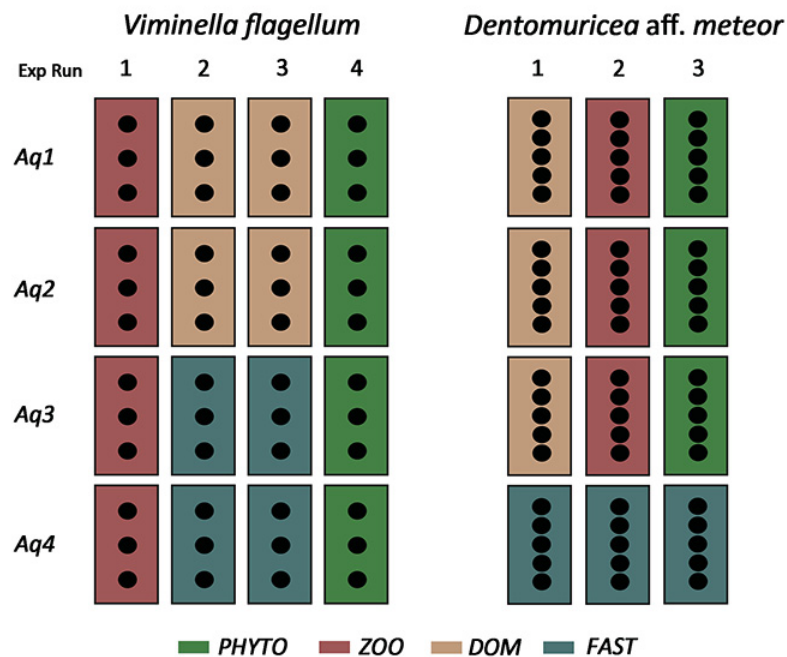 Viminella flagellum Dentomuricea aff. meteor
Exp Run 1 2 3 4 1 2 3
Aq1
Aq2
Aq3
Aq4
PHYTO ZOO DOM FAST